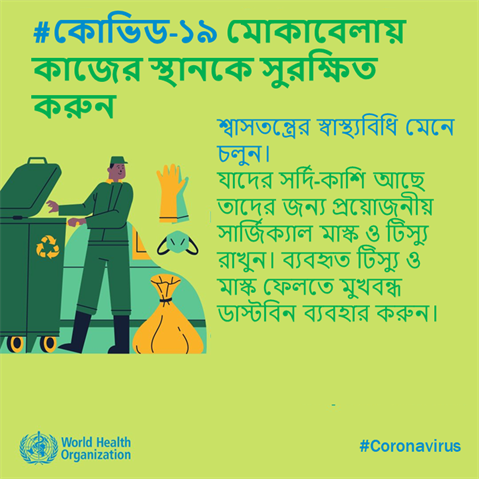 #কোভিড-১৯ মোকাবেলায়
কাজের স্থানকে সুরক্ষিত
করুন
শ্বাসতন্ত্রের স্বাস্থ্যবিধি মেনে
চলুন।
যাদের সর্দি-কাশি আছে
তাদের জন্য প্রয়োজনীয়
সার্জিক্যাল মাস্ক ও টিস্যু
রাখুন। ব্যবহৃত টিস্যু ও
মাস্ক ফেলতে মুখবন্ধ
ডাস্টবিন ব্যবহার করুন।
World Health
Organization
#Coronavirus